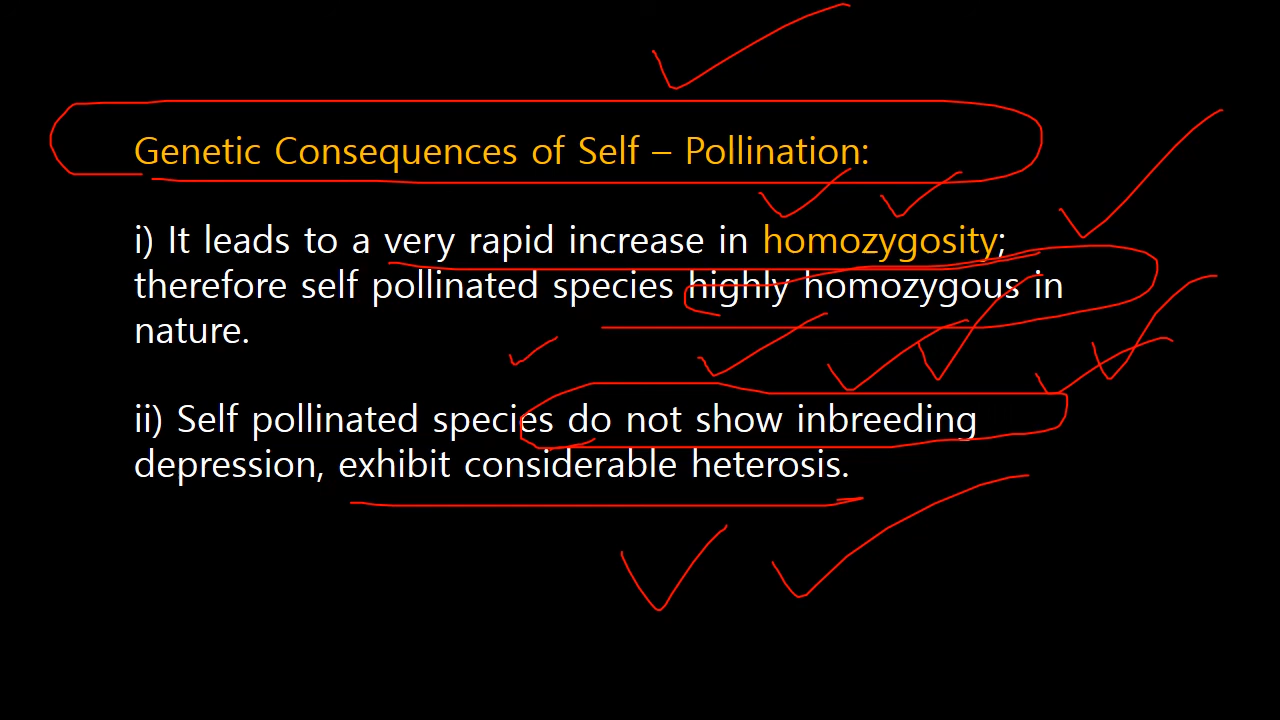 Genetic Consequences of Self – Pollination:
i) It leads to a very rapid increase in homozygosity;
therefore self pollinated species highly homozygous in
nature.
ii) Self pollinated species do not show inbreeding
depression, exhibit considerable heterosis.